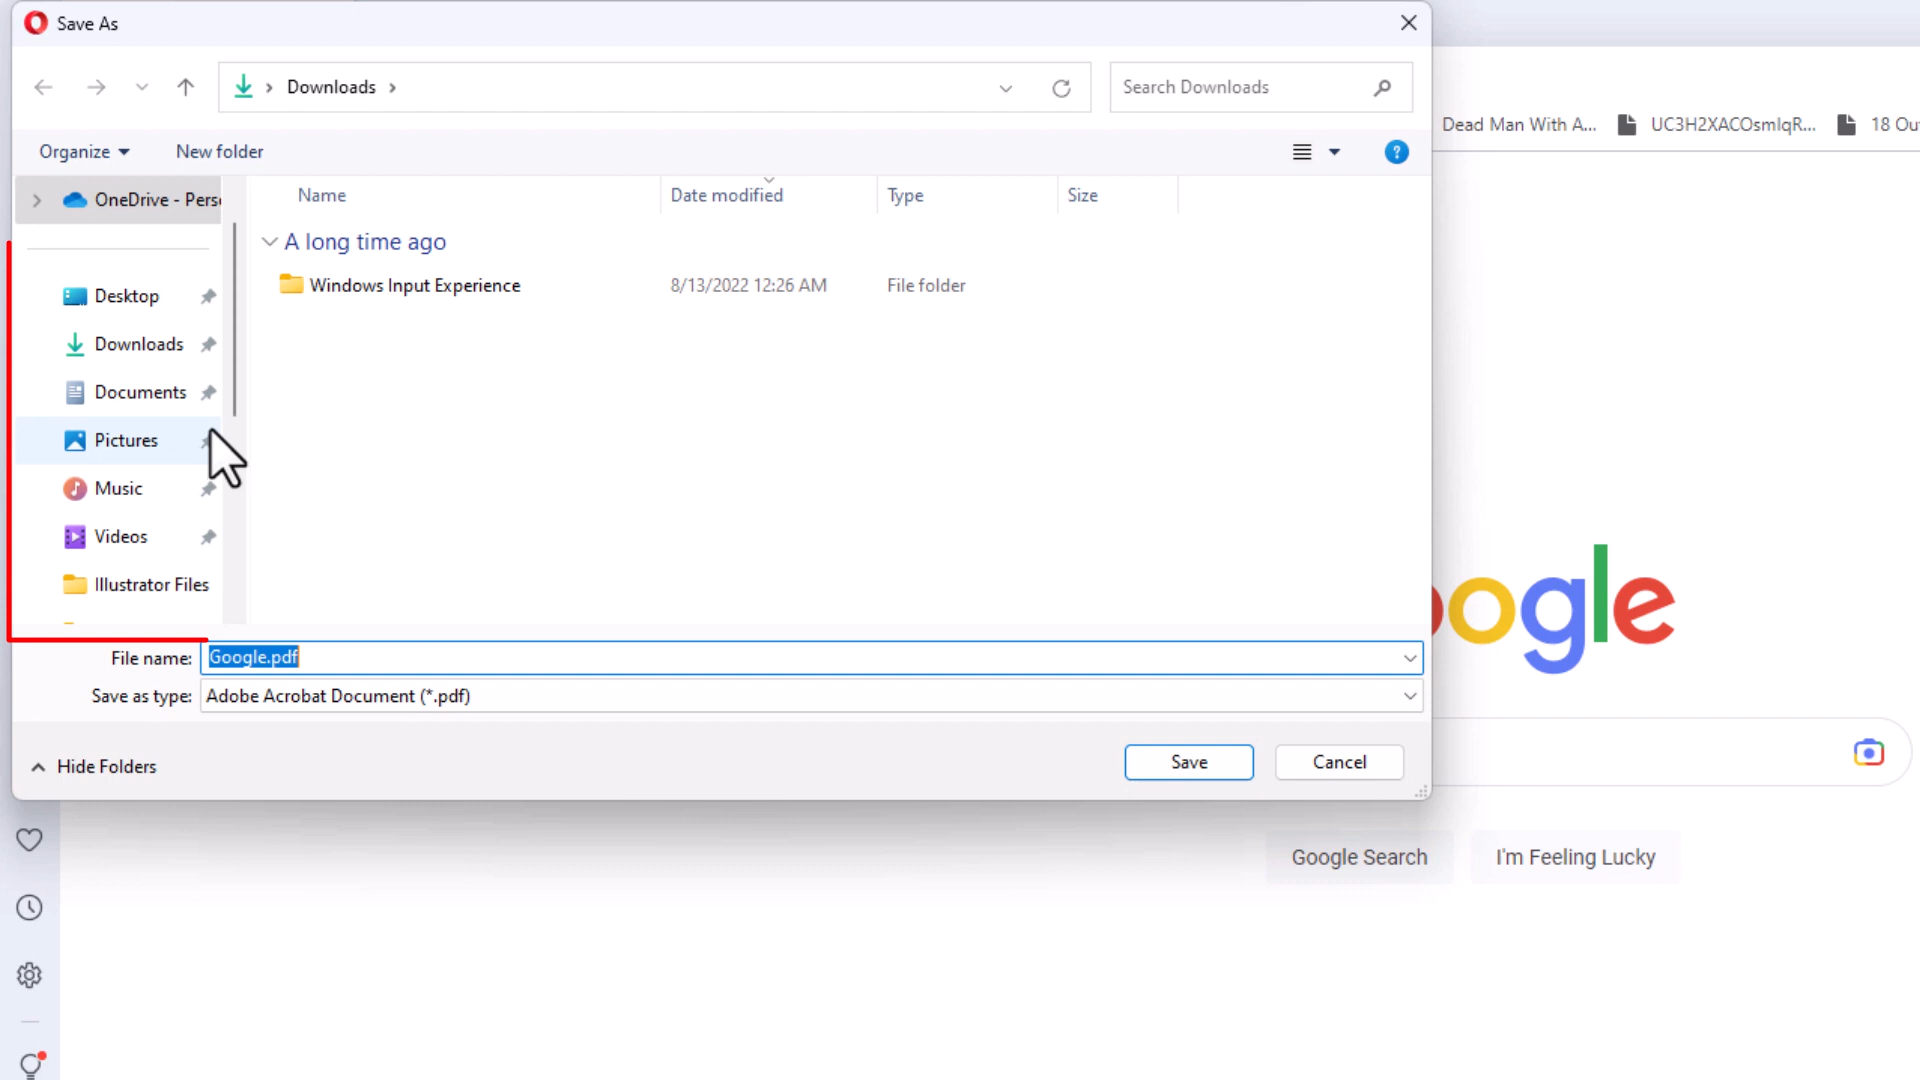 Save As
Downloads
Search Downloads
Dead Man With A...
UC3H2XACOsmIqR...
18 Ou
Organize
New folder
?
OneDrive - Pers
Name
Date modified
Type
Size
A long time ago
Windows Input Experience
8/13/2022 12:26 AM
File folder
Desktop
Downloads
Documents
Pictures
Music
Videos
Illustrator Files
ogle
File name:
Google.pdf
Save as type:
Adobe Acrobat Document (*.pdf)
Hide Folders
Save
Cancel
Google Search
I'm Feeling Lucky